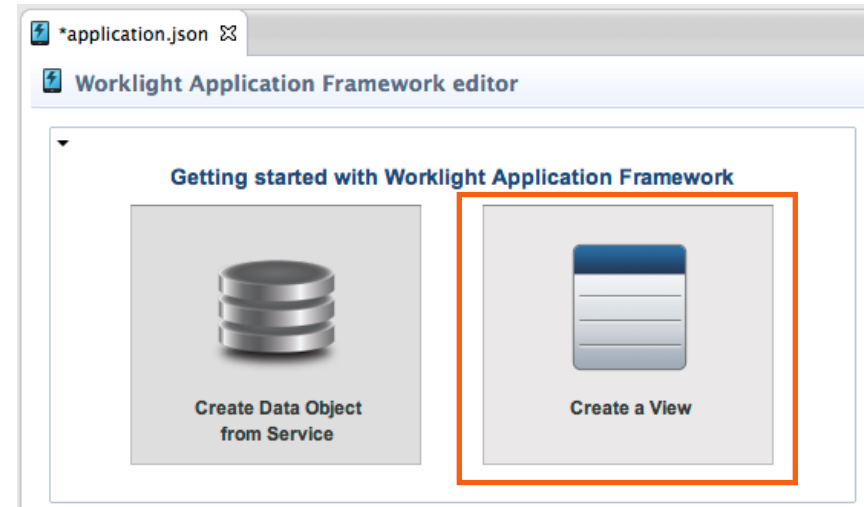 *application.json
Worklight Application Framework editor
Getting started with Worklight Application Framework
Create Data Object
from Service
Create a View